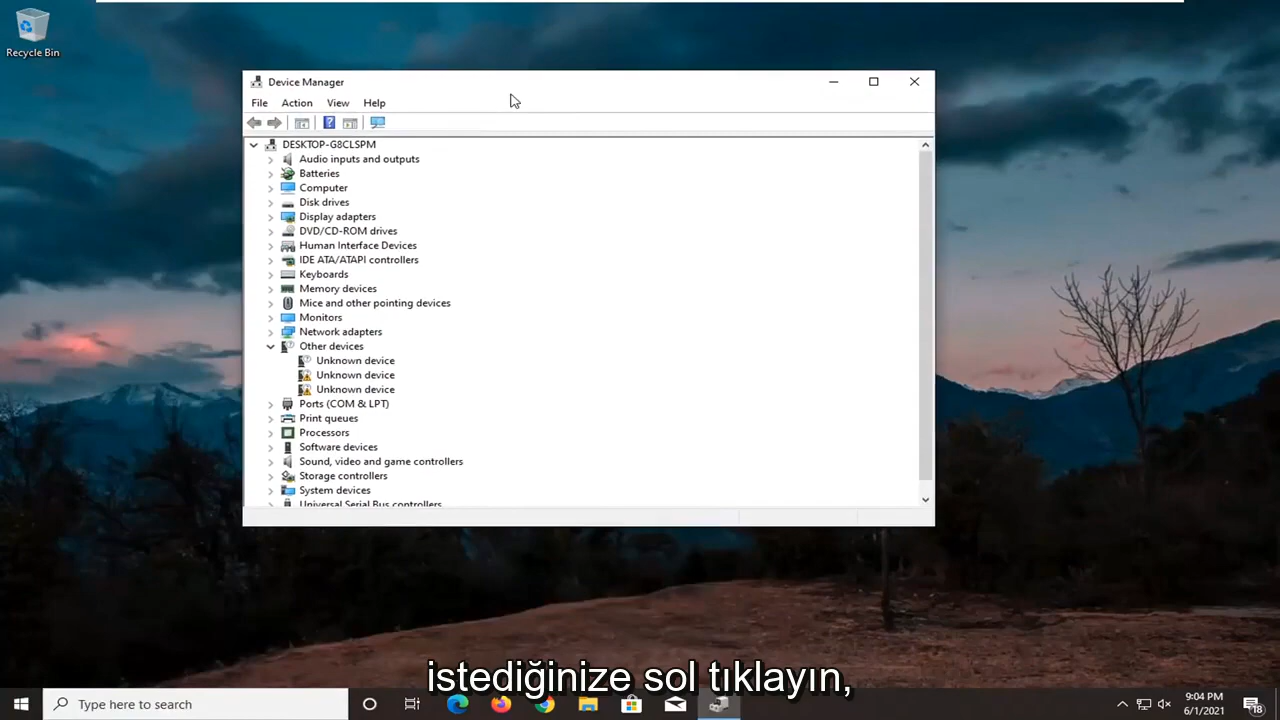 Recycle Bin
Device Manager
File Action View Help
DESKTOP-G8CLSPM
Audio inputs and outputs
Batteries
Computer
Disk drives
Display adapters
DVD/CD-ROM drives
Human Interface Devices
IDE ATA/ATAPI controllers
Keyboards
Memory devices
Mice and other pointing devices
Monitors
Network adapters
Other devices
Unknown device
Unknown device
Unknown device
Ports (COM & LPT)
Print queues
Processors
Software devices
Sound, video and game controllers
Storage controllers
System devices
Universal Serial Bus controllers
istediğinize sol tıklayın,
Type here to search
9:04 PM
6/1/2021
18